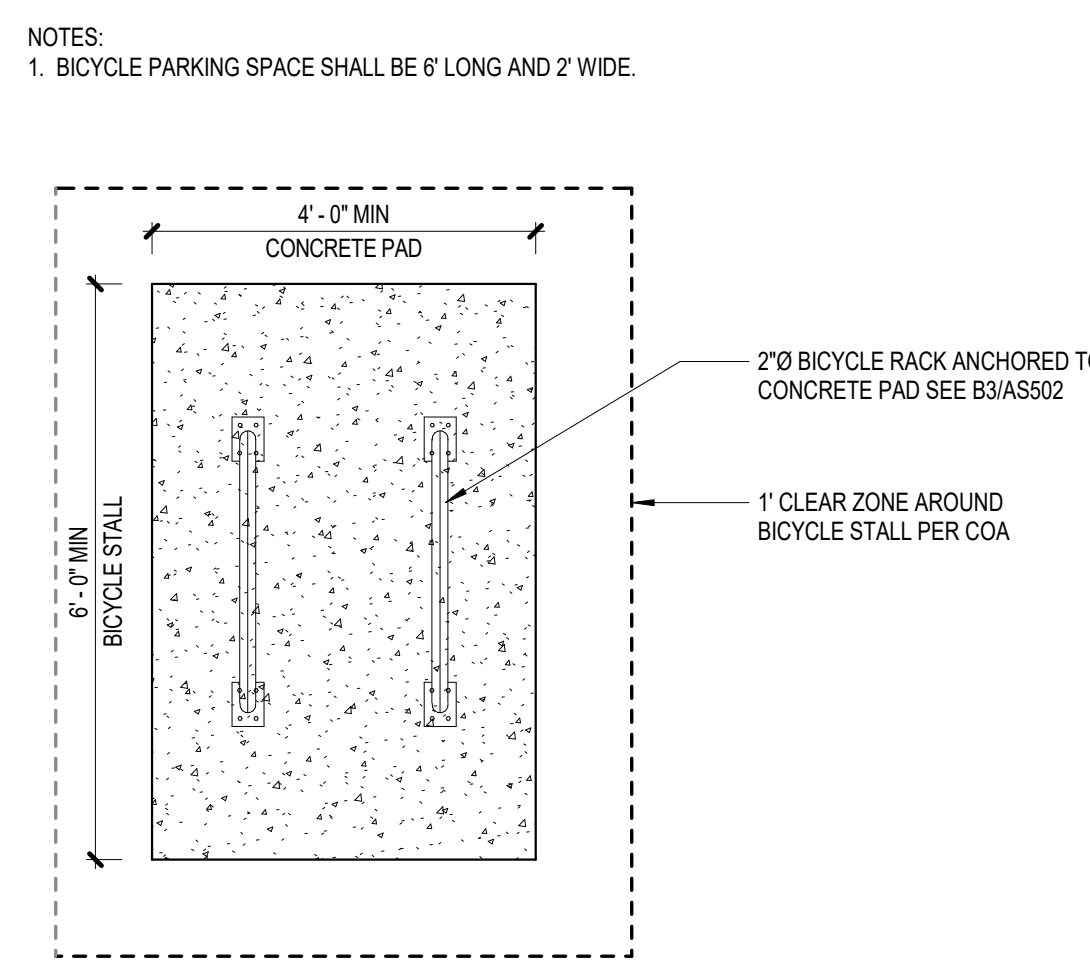 NOTES:
1. BICYCLE PARKING SPACE SHALL BE 6' LONG AND 2' WIDE.
4' - 0" MIN
CONCRETE PAD
6' - 0" MIN
BICYCLE STALL
2"Ø BICYCLE RACK ANCHORED TO
CONCRETE PAD SEE B3/AS502
1' CLEAR ZONE AROUND
BICYCLE STALL PER COA